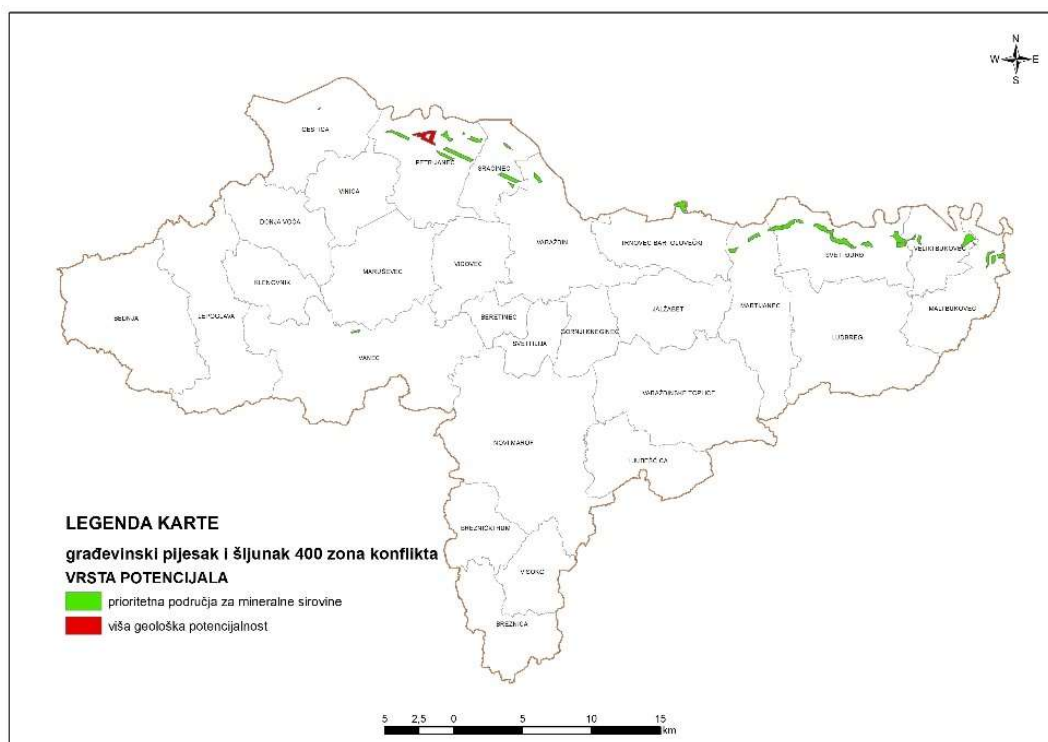 N
W E
S
CESTICA
PETRIJANEC
SRAČINEC
VINICA
DONJA VOĆA
VARAŽDIN
TRNOVEC BARTOLOVEČKI
SVETI ĐURĐ
VELIKI BUKOVEC
MARUŠEVEC
VIDOVEC
KLENOVNIK
BEDNJA
LEPOGLAVA
IVANEC
BERETINEC
SVETI ILIJA
GORNJI KNEGINEC
JALŽABET
MARTIJANEC
MALI BUKOVEC
LUDBREG
VARAŽDINSKE TOPLICE
NOVI MAROF
LJUBEŠĆICA
BREZNIČKI HUM
VISOKO
BREZNICA
LEGENDA KARTE
građevinski pijesak i šljunak 400 zona konflikta
VRSTA POTENCIJALA
prioritetna područja za mineralne sirovine
viša geološka potencijalnost
5 2,5 0 5 10 15
km